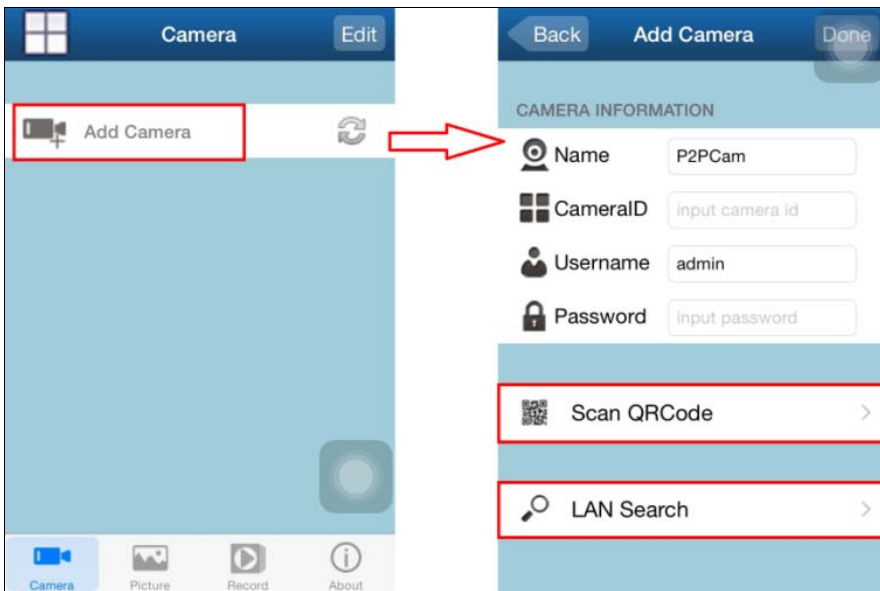 Camera
Edit
Add Camera
Camera
Picture
Record
About
Back
Add Camera
Done
CAMERA INFORMATION
Name
P2PCam
CameraID
input camera id
Username
admin
Password
input password
Scan QRCode
LAN Search